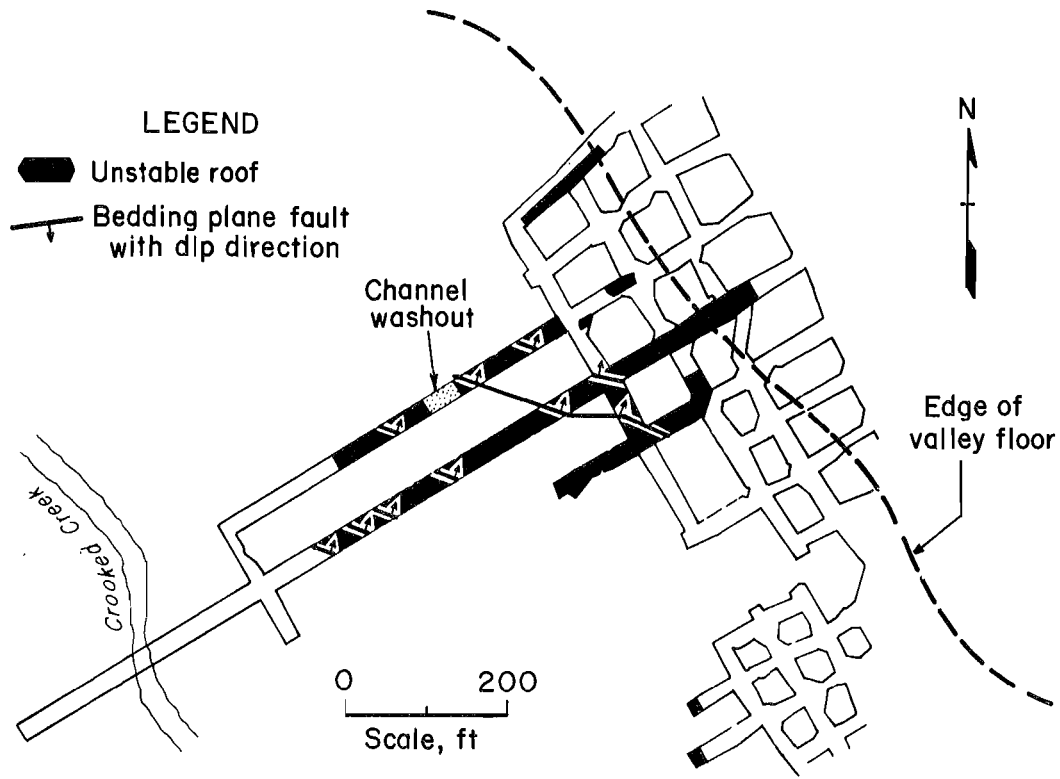 LEGEND
Unstable roof
Bedding plane fault
with dip direction
N
Channel
washout
Edge of
valley floor
Crooked Creek
0 200
Scale, ft